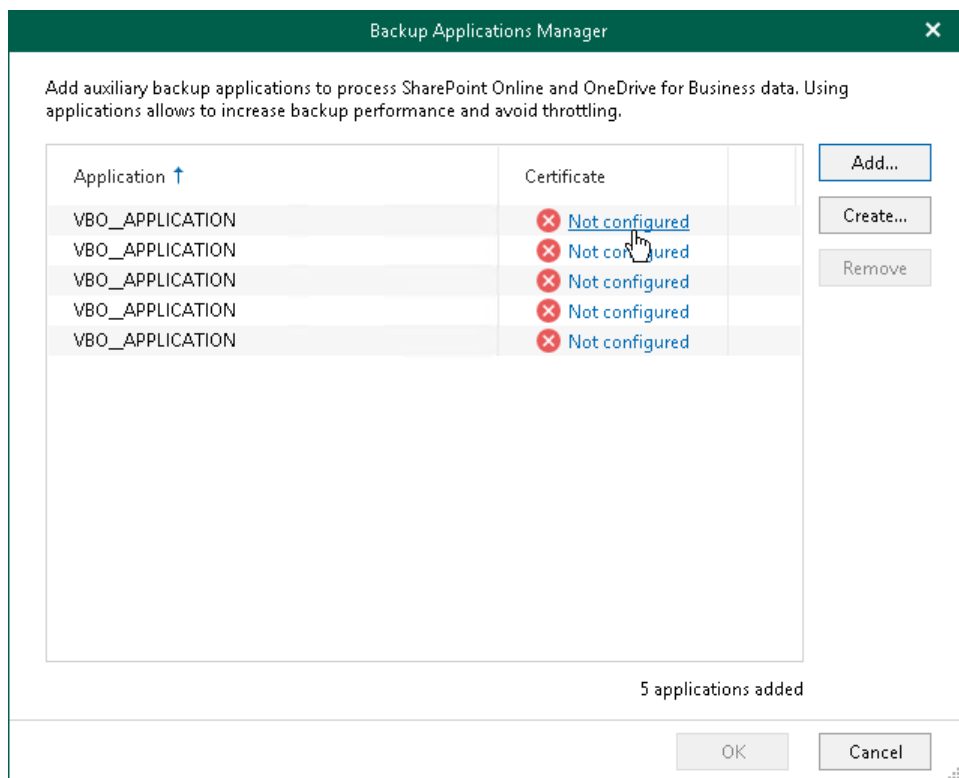 Backup Applications Manager
Add auxiliary backup applications to process SharePoint Online and OneDrive for Business data. Using
applications allows to increase backup performance and avoid throttling.
Application Certificate
Add...
VBO_APPLICATION Not configured
Create...
VBO_APPLICATION Not configured
Remove
VBO_APPLICATION Not configured
VBO_APPLICATION Not configured
VBO_APPLICATION Not configured
5 applications added
OK Cancel